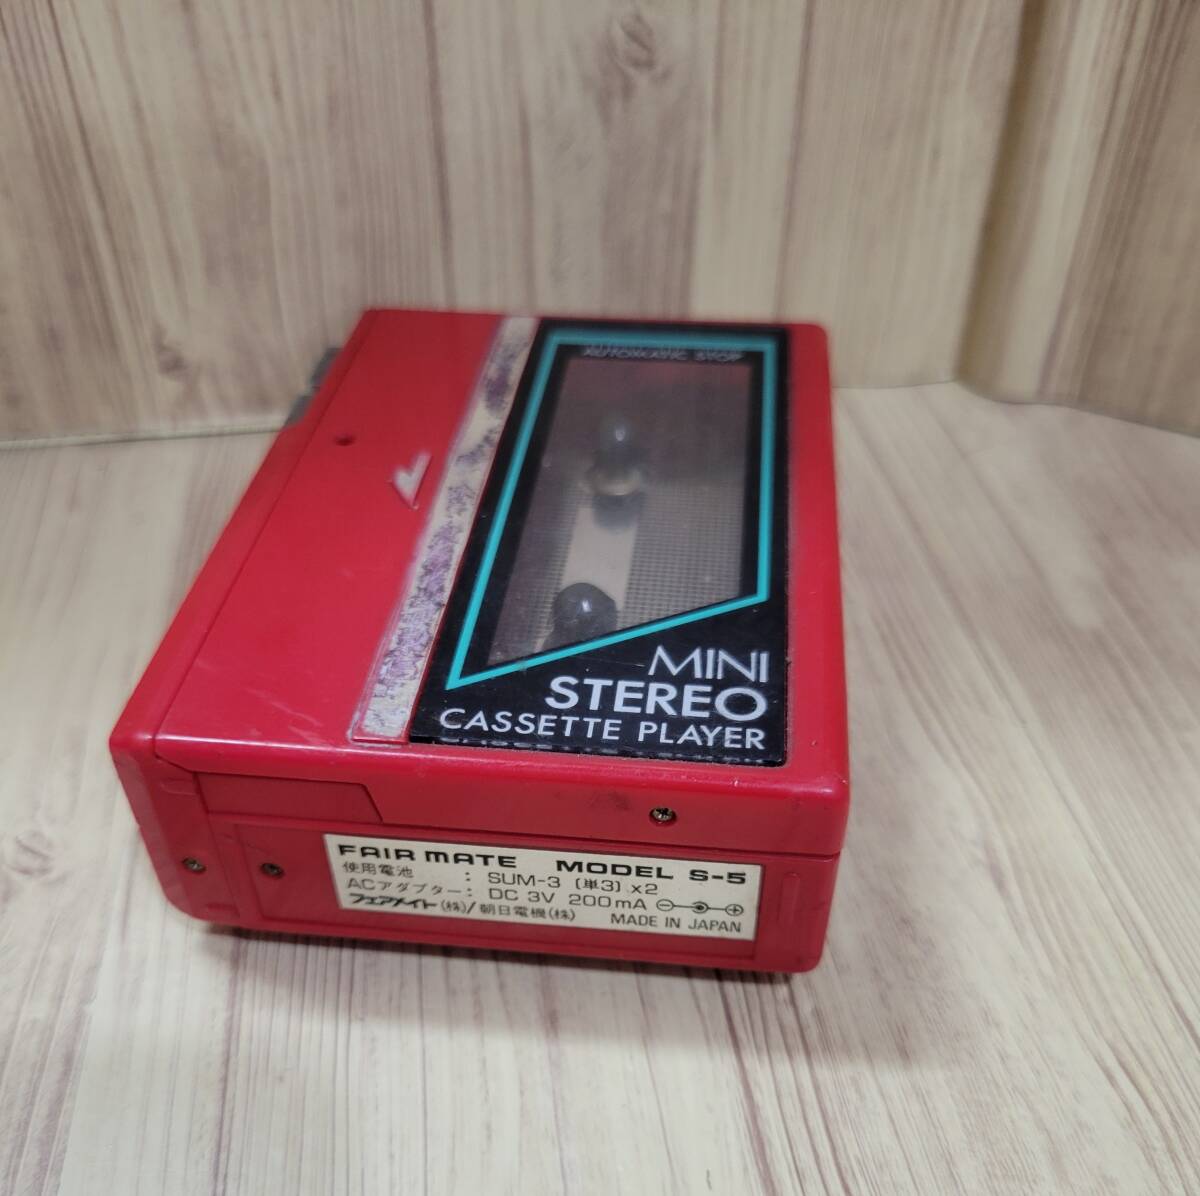 AUTOMATIC STOP
MINI
STEREO
CASSETTE PLAYER
FAIR MATE MODEL S-5
使用電池 : SUM-3 (単3) x2
ACアダプター : DC 3V 200mA
フェアメイト(株)/朝日電機(株) MADE IN JAPAN